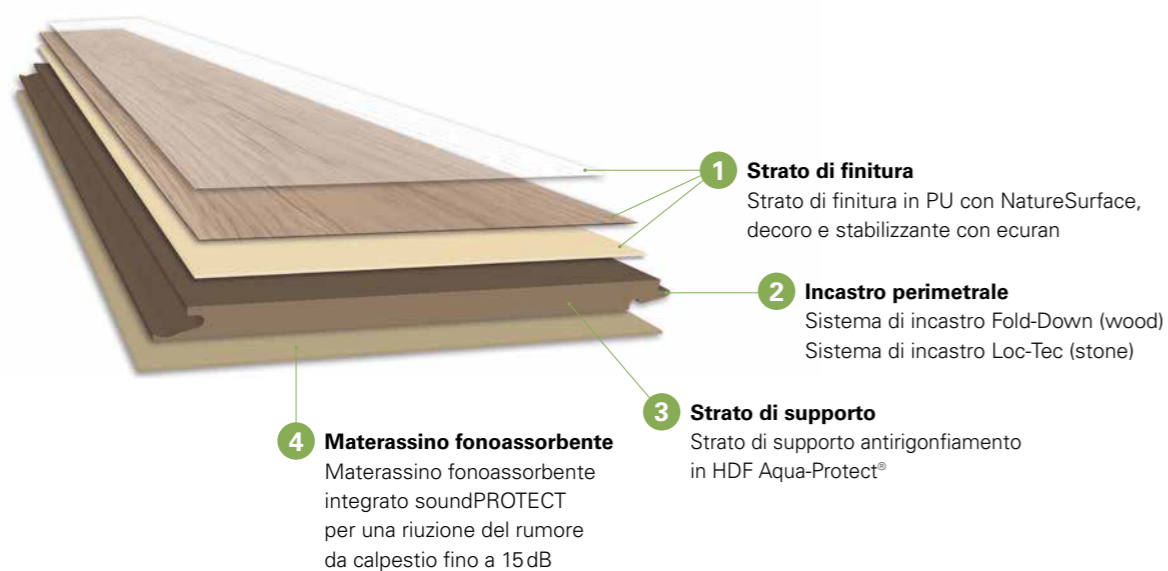 1 Strato di finitura
Strato di finitura in PU con NatureSurface,
decoro e stabilizzante con ecuran
2 Incastro perimetrale
Sistema di incastro Fold-Down (wood)
Sistema di incastro Loc-Tec (stone)
3 Strato di supporto
Strato di supporto antirigonfiamento
in HDF Aqua-Protect®
4 Materassino fonoassorbente
Materassino fonoassorbente
integrato soundPROTECT
per una riuzione del rumore
da calpestio fino a 15 dB